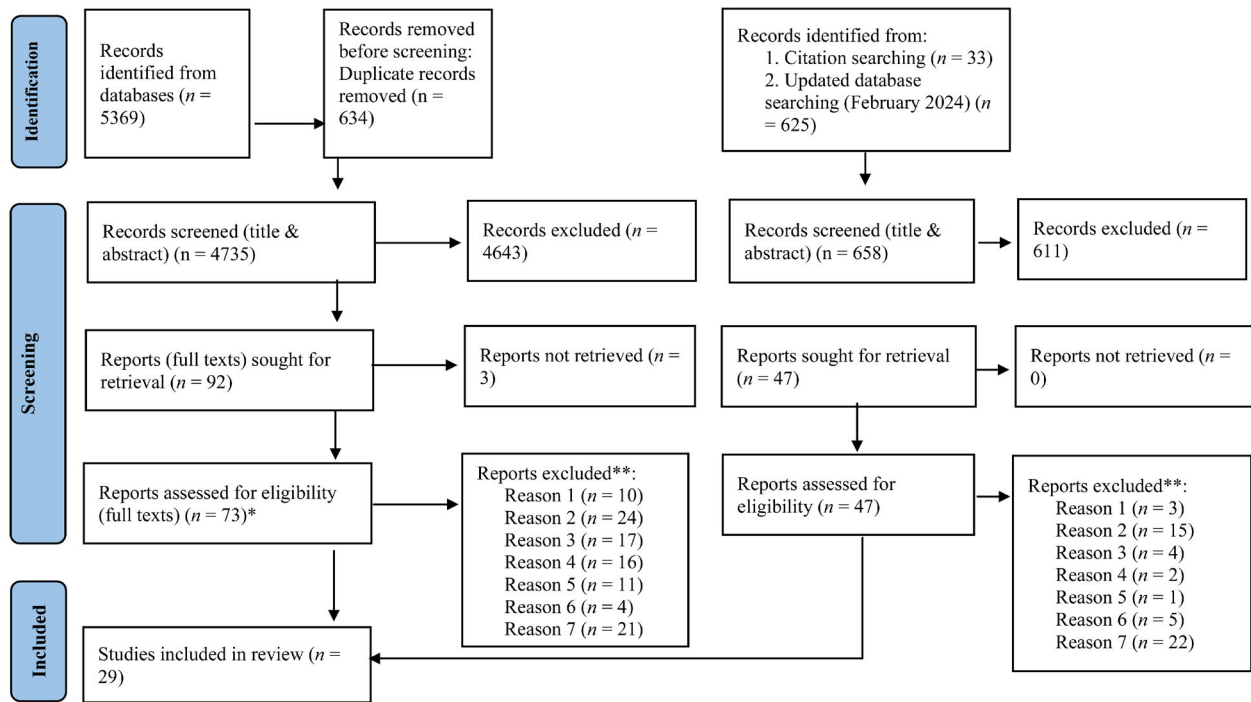 Identification
Records
identified from
databases (n =
5369)
Records removed
before screening:
Duplicate records
removed (n =
634)
Records identified from:
1. Citation searching (n = 33)
2. Updated database
searching (February 2024) (n
= 625)
Screening
Records screened (title &
abstract) (n = 4735)
Records excluded (n =
4643)
Records screened (title &
abstract) (n = 658)
Records excluded (n =
611)
Reports (full texts) sought for
retrieval (n = 92)
Reports not retrieved (n =
3)
Reports sought for retrieval
(n = 47)
Reports not retrieved (n =
0)
Reports assessed for eligibility
(full texts) (n = 73)*
Reports excluded**:
Reason 1 (n = 10)
Reason 2 (n = 24)
Reason 3 (n = 17)
Reason 4 (n = 16)
Reason 5 (n = 11)
Reason 6 (n = 4)
Reason 7 (n = 21)
Reports assessed for
eligibility (n = 47)
Reports excluded**:
Reason 1 (n = 3)
Reason 2 (n = 15)
Reason 3 (n = 4)
Reason 4 (n = 2)
Reason 5 (n = 1)
Reason 6 (n = 5)
Reason 7 (n = 22)
Included
Studies included in review (n =
29)